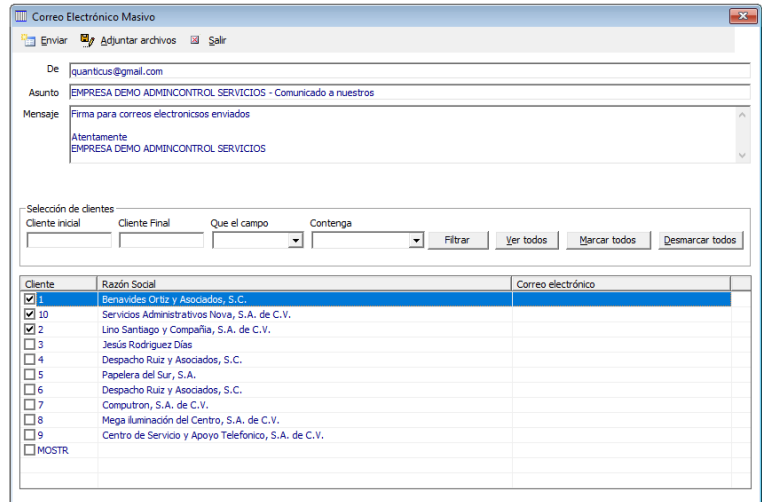 Correo Electrónico Masivo
Enviar Adjuntar archivos Salir
De quanticus@gmail.com
Asunto EMPRESA DEMO ADMINCONTROL SERVICIOS - Comunicado a nuestros
Mensaje Firma para correos electronicsos enviados
Atentamente
EMPRESA DEMO ADMINCONTROL SERVICIOS
Selección de clientes
Cliente inicial Cliente Final Que el campo Contenga
Filtrar Ver todos Marcar todos Desmarcar todos
Cliente Razón Social Correo electrónico
1 Benavides Ortiz y Asociados, S.C.
10 Servicios Administrativos Nova, S.A. de C.V.
2 Lino Santiago y Compañia, S.A. de C.V.
3 Jesús Rodriguez Días
4 Despacho Ruiz y Asociados, S.C.
5 Papelera del Sur, S.A.
6 Despacho Ruiz y Asociados, S.C.
7 Computron, S.A. de C.V.
8 Mega iluminación del Centro, S.A. de C.V.
9 Centro de Servicio y Apoyo Telefonico, S.A. de C.V.
MOSTR